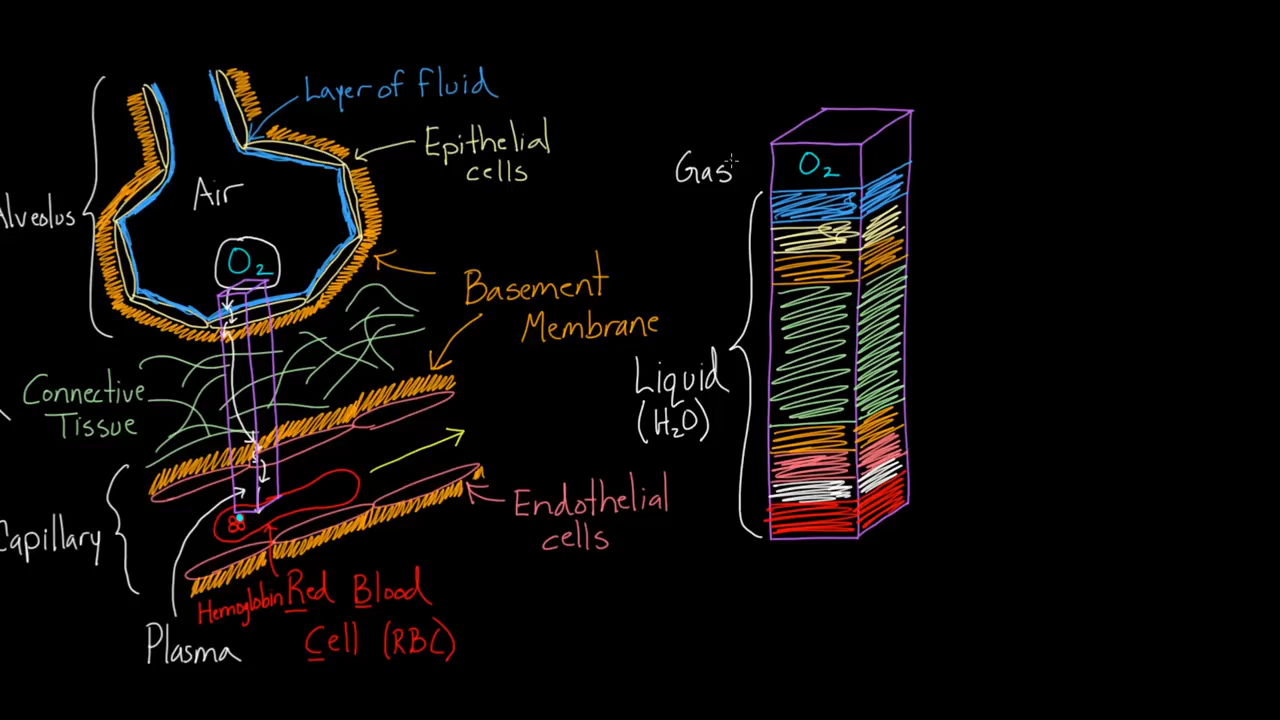 Layer of fluid
Epithelial
cells
Alveolus
Air
O2
Basement
Membrane
Connective
Tissue
Capillary
Endothelial
cells
Hemoglobin
Red Blood
Cell (RBC)
Plasma
Gas
O2
Liquid
(H2O)